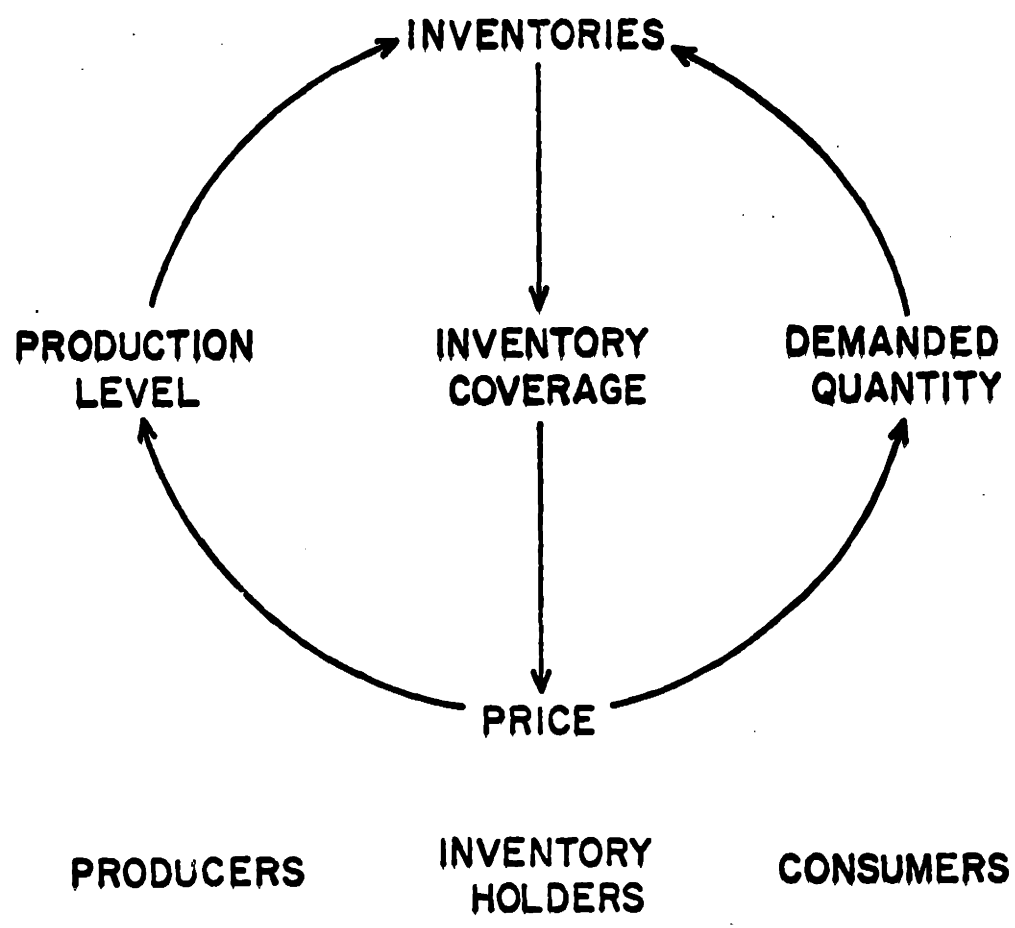 INVENTORIES
PRODUCTION
LEVEL
INVENTORY
COVERAGE
DEMANDED
QUANTITY
PRICE
PRODUCERS
INVENTORY
HOLDERS
CONSUMERS